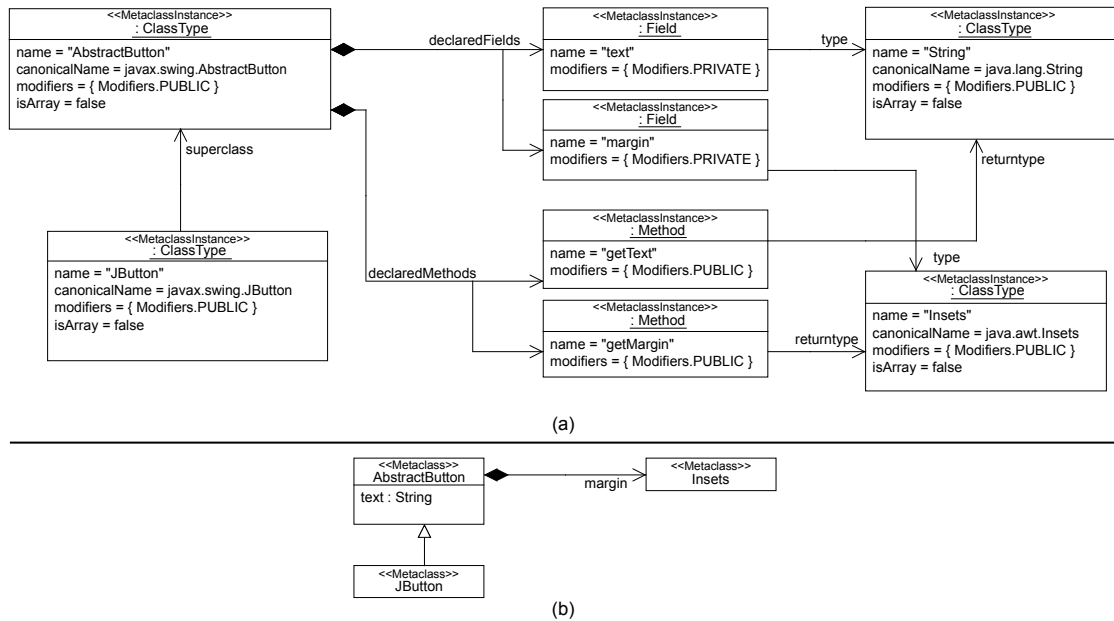 <<MetaclassInstance>>
: ClassType
name = "AbstractButton"
canonicalName = javax.swing.AbstractButton
modifiers = { Modifiers.PUBLIC }
isArray = false
declaredFields
<<MetaclassInstance>>
: Field
name = "text"
modifiers = { Modifiers.PRIVATE }
type
<<MetaclassInstance>>
: ClassType
name = "String"
canonicalName = java.lang.String
modifiers = { Modifiers.PUBLIC }
isArray = false
<<MetaclassInstance>>
: Field
name = "margin"
modifiers = { Modifiers.PRIVATE }
superclass
returntype
<<MetaclassInstance>>
: ClassType
name = "JButton"
canonicalName = javax.swing.JButton
modifiers = { Modifiers.PUBLIC }
isArray = false
declaredMethods
<<MetaclassInstance>>
: Method
name = "getText"
modifiers = { Modifiers.PUBLIC }
type
<<MetaclassInstance>>
: ClassType
name = "Insets"
canonicalName = java.awt.Insets
modifiers = { Modifiers.PUBLIC }
isArray = false
<<MetaclassInstance>>
: Method
name = "getMargin"
modifiers = { Modifiers.PUBLIC }
returntype
(a)
<<Metaclass>>
AbstractButton
text : String
margin
<<Metaclass>>
Insets
<<Metaclass>>
JButton
(b)